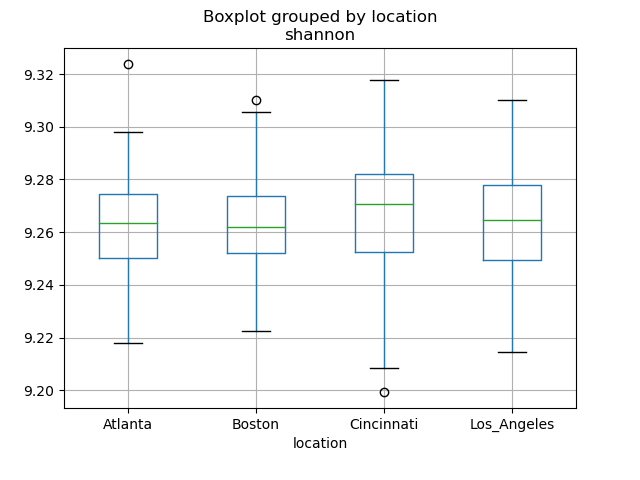 Boxplot grouped by location
shannon
9.32
9.30
9.28
9.26
9.24
9.22
9.20
Atlanta
Boston
Cincinnati
Los_Angeles
location